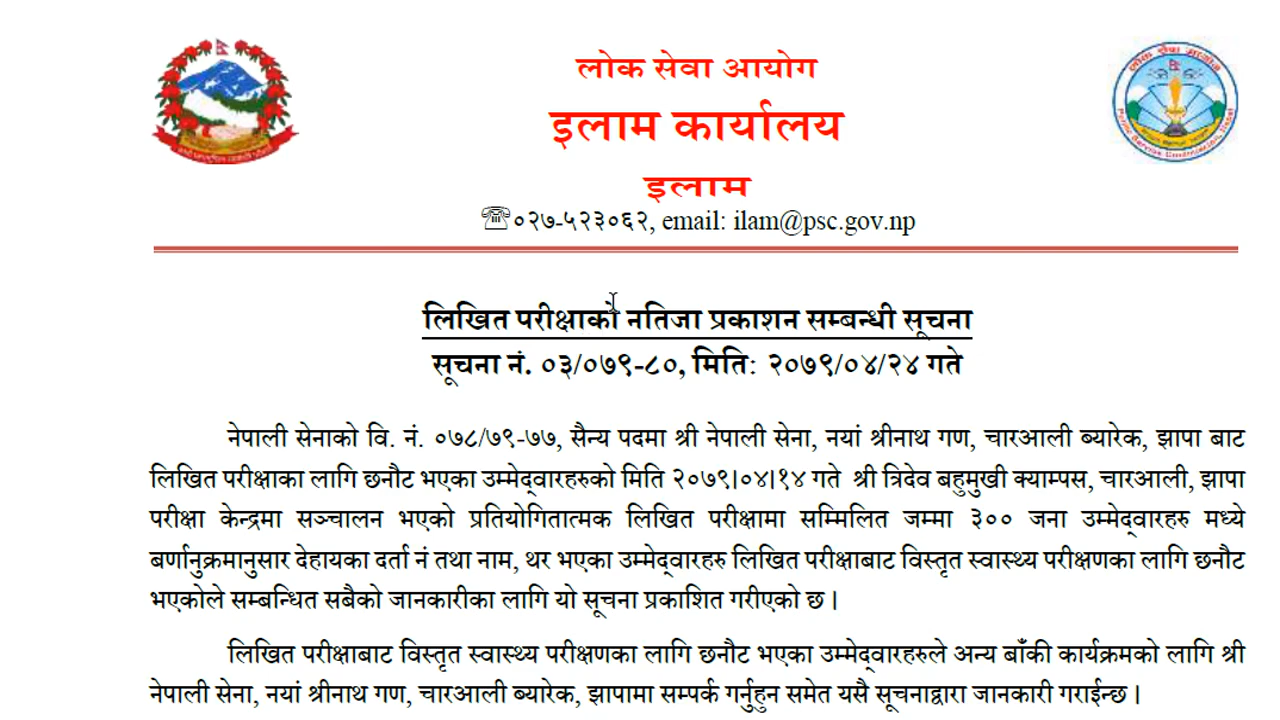 लोक सेवा आयोग
इलाम कार्यालय
इलाम
☏०२७-५२३०६२, email: ilam@psc.gov.np
लिखित परीक्षाको नतिजा प्रकाशन सम्बन्धी सूचना
सूचना नं. ०३/०७९-८०, मिति: २०७९/०४/२४ गते
नेपाली सेनाको वि. नं. ०७८/७९-७७, सैन्य पदमा श्री नेपाली सेना, नयां श्रीनाथ गण, चारआली ब्यारेक, झापा बाट
लिखित परीक्षाका लागि छनौट भएका उम्मेद्वारहरुको मिति २०७९।०४।१४ गते श्री त्रिदेव बहुमुखी क्याम्पस, चारआली, झापा
परीक्षा केन्द्रमा सञ्चालन भएको प्रतियोगितात्मक लिखित परीक्षामा सम्मिलित जम्मा ३०० जना उम्मेद्वारहरु मध्ये
बर्णानुक्रमानुसार देहायका दर्ता नं तथा नाम, थर भएका उम्मेद्वारहरु लिखित परीक्षाबाट विस्तृत स्वास्थ्य परीक्षणका लागि छनौट
भएकोले सम्बन्धित सबैको जानकारीका लागि यो सूचना प्रकाशित गरीएको छ।
लिखित परीक्षाबाट विस्तृत स्वास्थ्य परीक्षणका लागि छनौट भएका उम्मेद्वारहरुले अन्य बाँकी कार्यक्रमको लागि श्री
नेपाली सेना, नयां श्रीनाथ गण, चारआली ब्यारेक, झापामा सम्पर्क गर्नुहुन समेत यसै सूचनाद्वारा जानकारी गराईन्छ।
लोक सेवा आयोग
Public Service Commission, Nepal